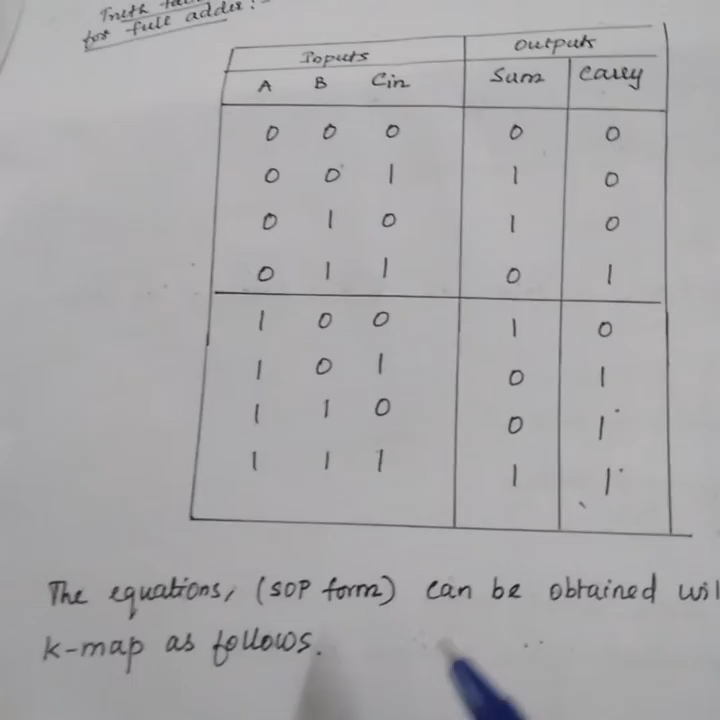 Truth
for full adder:-
Inputs Outputs
A B Cin Sum Carry
0 0 0 0 0
0 0 1 1 0
0 1 0 1 0
0 1 1 0 1
1 0 0 1 0
1 0 1 0 1
1 1 0 0 1
1 1 1 1 1
The equations, (SOP form) can be obtained
k-map as follows.